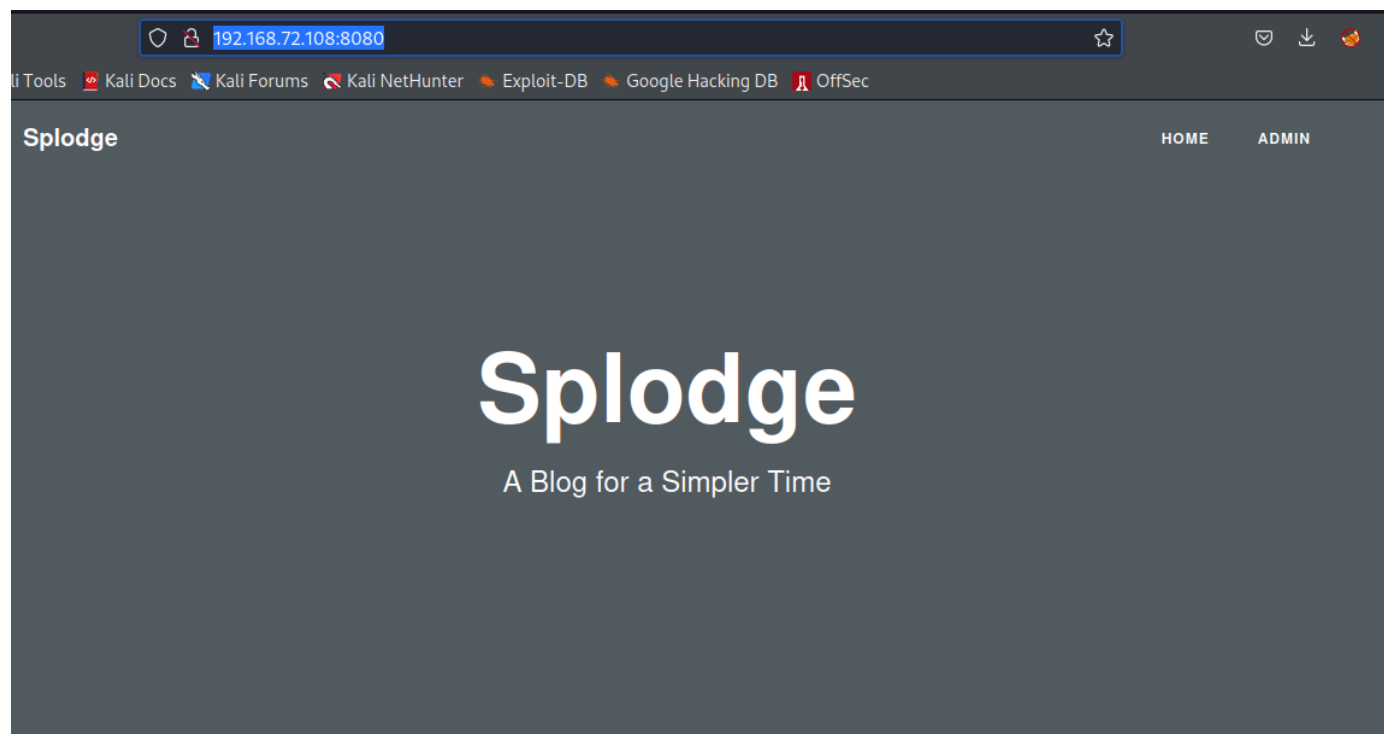 192.168.72.108:8080
li Tools Kali Docs Kali Forums Kali NetHunter Exploit-DB Google Hacking DB OffSec
Splodge HOME ADMIN
Splodge
A Blog for a Simpler Time